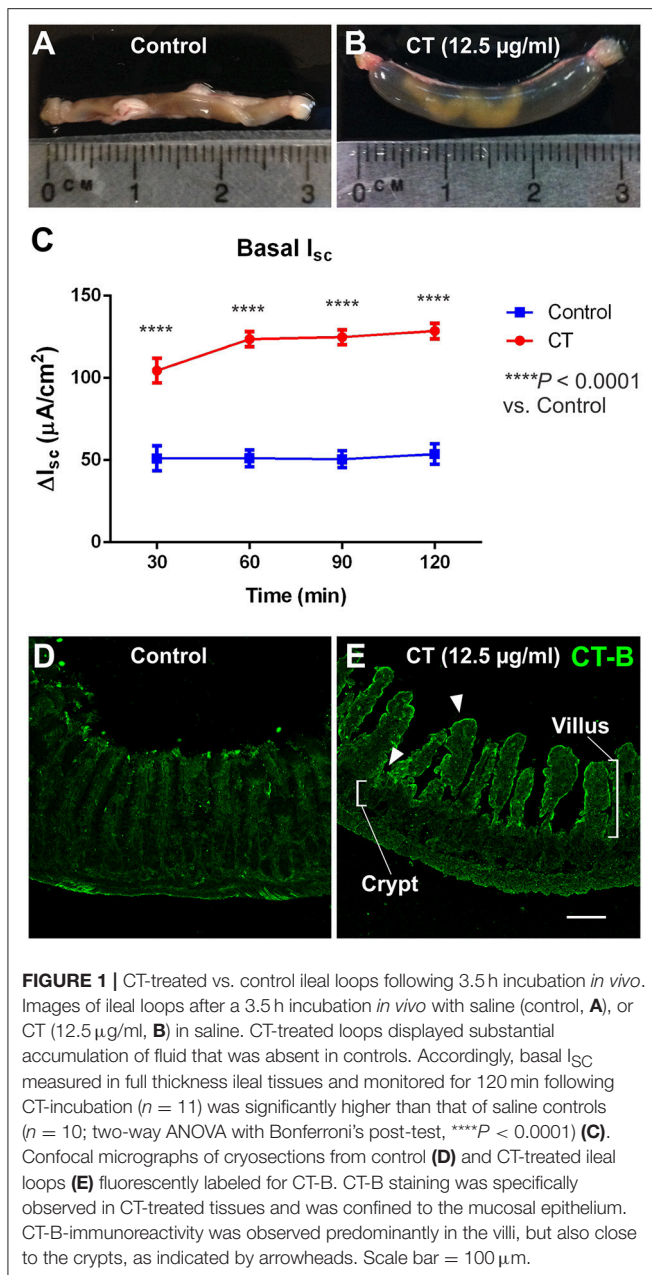 A Control
B CT (12.5 µg/ml)
0 CM 1 2 3
0 CM 1 2 3
C
Basal Isc
ΔIsc (µA/cm²)
150
100
50
0
**** **** **** ****
30 60 90 120
Time (min)
Control
CT
****P < 0.0001
vs. Control
D Control
E CT (12.5 µg/ml) CT-B
Villus
Crypt
FIGURE 1 | CT-treated vs. control ileal loops following 3.5 h incubation in vivo.
Images of ileal loops after a 3.5 h incubation in vivo with saline (control, A), or
CT (12.5 µg/ml, B) in saline. CT-treated loops displayed substantial
accumulation of fluid that was absent in controls. Accordingly, basal ISC
measured in full thickness ileal tissues and monitored for 120 min following
CT-incubation (n = 11) was significantly higher than that of saline controls
(n = 10; two-way ANOVA with Bonferroni's post-test, ****P < 0.0001) (C).
Confocal micrographs of cryosections from control (D) and CT-treated ileal
loops (E) fluorescently labeled for CT-B. CT-B staining was specifically
observed in CT-treated tissues and was confined to the mucosal epithelium.
CT-B-immunoreactivity was observed predominantly in the villi, but also close
to the crypts, as indicated by arrowheads. Scale bar = 100 µm.